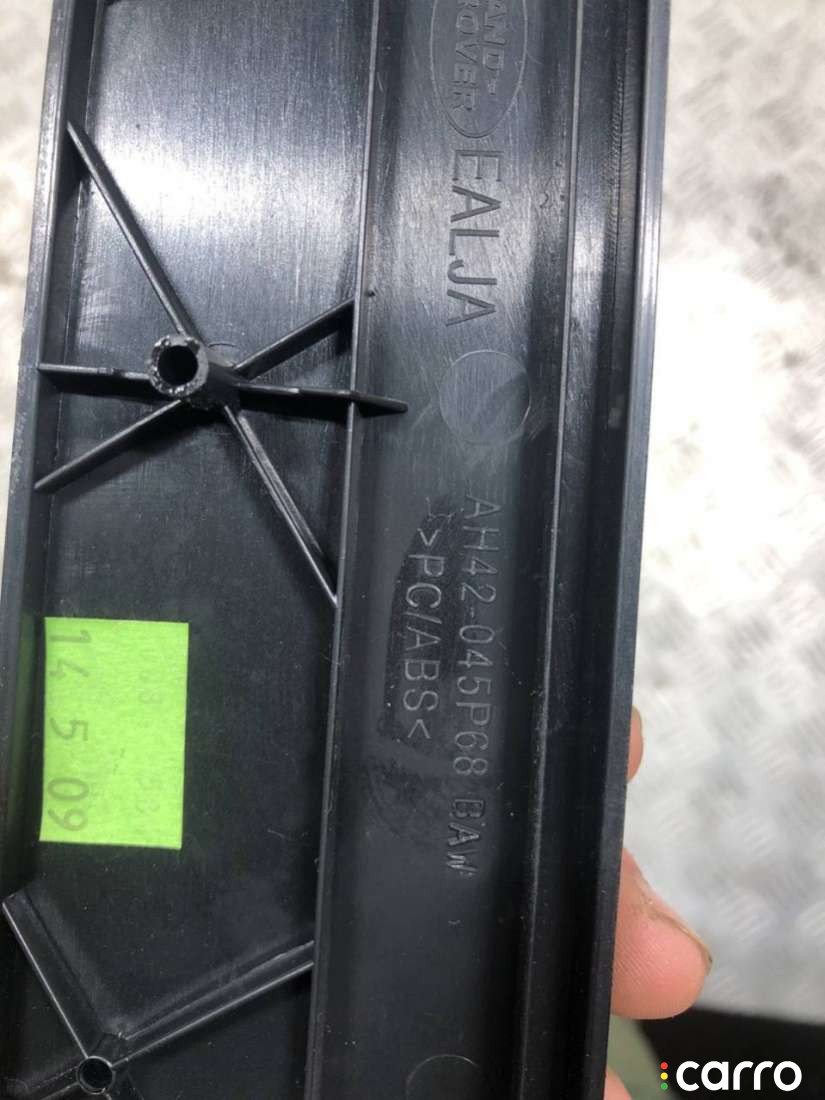 LAND-
ROVER
EALJA
AH42-045P68 BAW
>PC/ABS<
14 5 09
carro